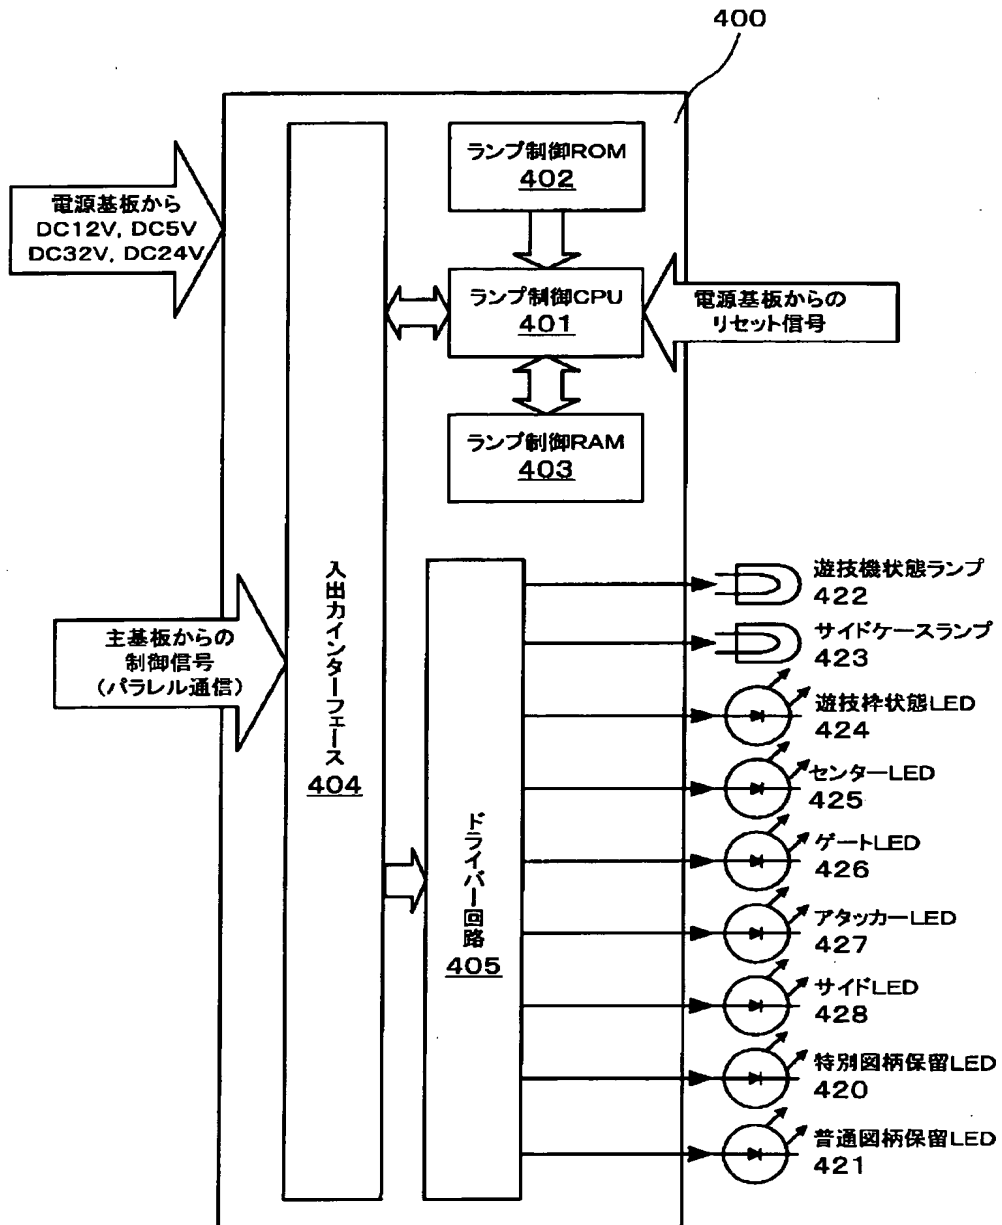 400
ランプ制御ROM
402
電源基板から
DC12V, DC5V
DC32V, DC24V
ランプ制御CPU
401
電源基板からの
リセット信号
ランプ制御RAM
403
主基板からの
制御信号
(パラレル通信)
入出力インターフェース
404
ドライバー回路
405
遊技機状態ランプ
422
サイドケースランプ
423
遊技枠状態LED
424
センターLED
425
ゲートLED
426
アタッカーLED
427
サイドLED
428
特別図柄保留LED
420
普通図柄保留LED
421